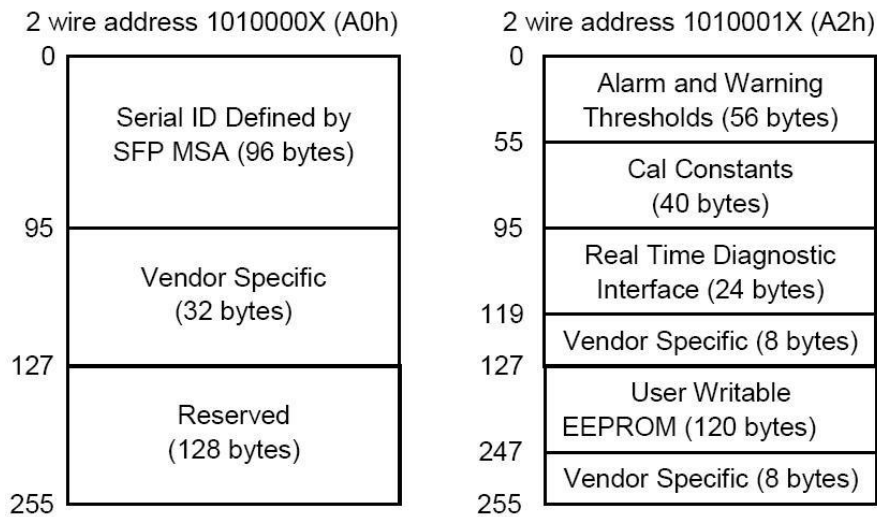 2 wire address 1010000X (A0h)
0
Serial ID Defined by
SFP MSA (96 bytes)
95
Vendor Specific
(32 bytes)
127
Reserved
(128 bytes)
255
2 wire address 1010001X (A2h)
0
Alarm and Warning
Thresholds (56 bytes)
55
Cal Constants
(40 bytes)
95
Real Time Diagnostic
Interface (24 bytes)
119
Vendor Specific (8 bytes)
127
User Writable
EEPROM (120 bytes)
247
Vendor Specific (8 bytes)
255